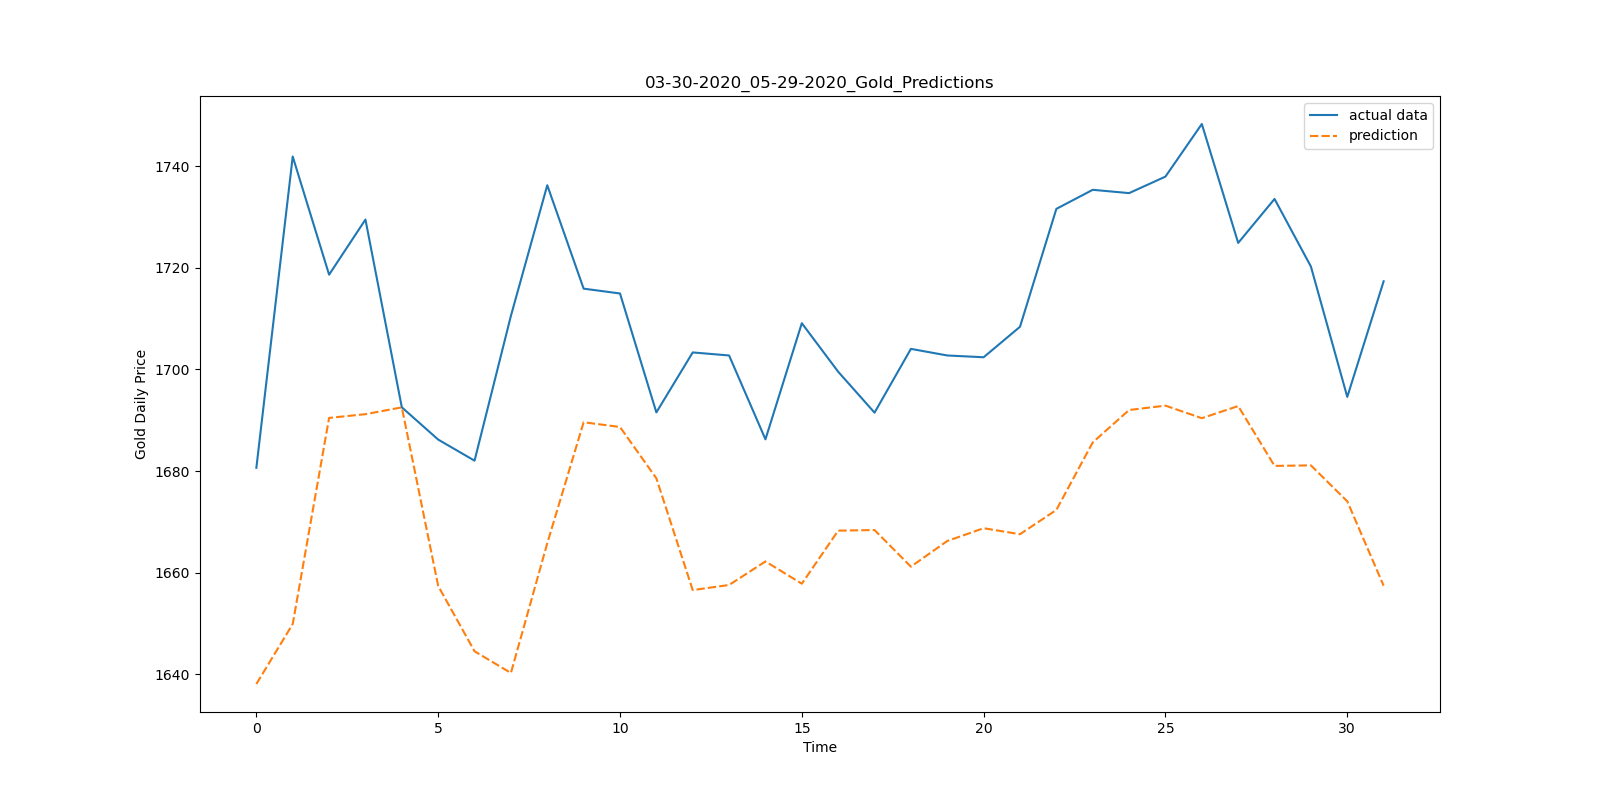 03-30-2020_05-29-2020_Gold_Predictions
actual data
prediction
Gold Daily Price
1740
1720
1700
1680
1660
1640
0 5 10 15 20 25 30
Time